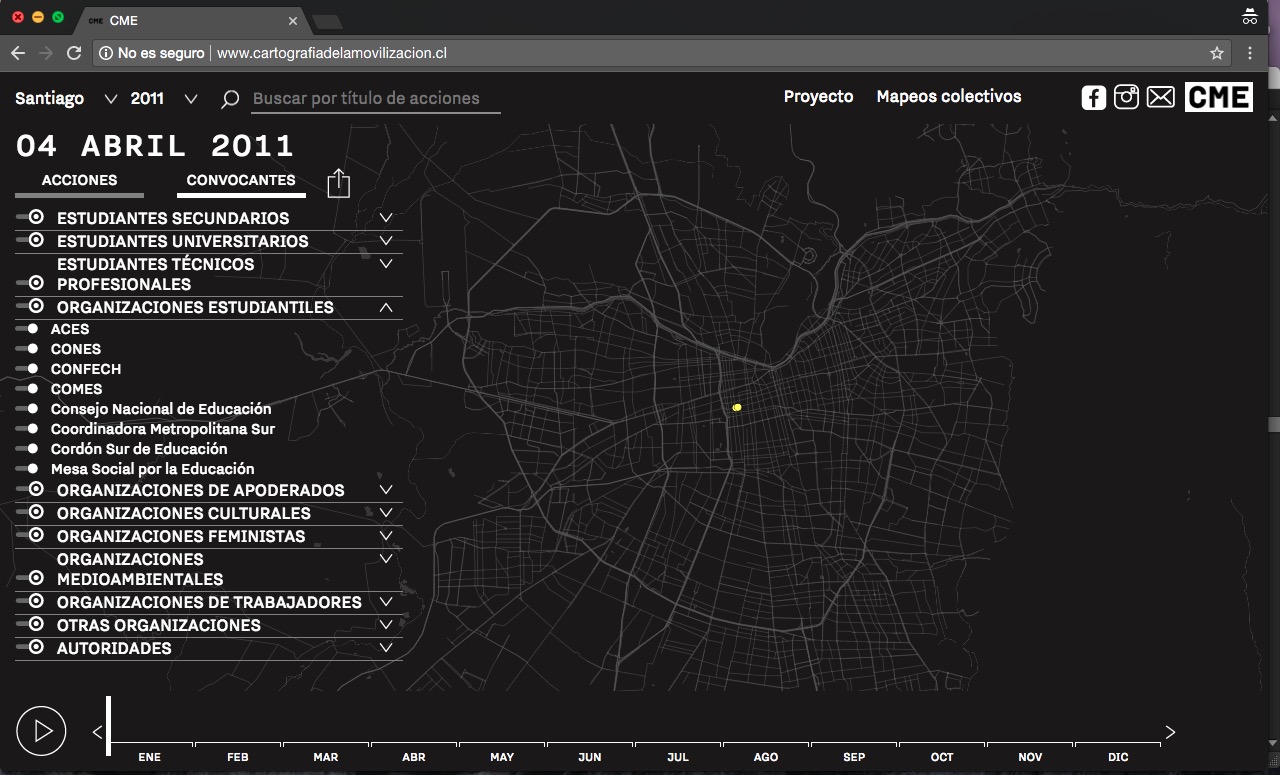 CME CME
No es seguro www.cartografiadelamovilizacion.cl
Santiago 2011 Buscar por título de acciones Proyecto Mapeos colectivos CME
04 ABRIL 2011
ACCIONES CONVOCANTES
ESTUDIANTES SECUNDARIOS
ESTUDIANTES UNIVERSITARIOS
ESTUDIANTES TÉCNICOS
PROFESIONALES
ORGANIZACIONES ESTUDIANTILES
ACES
CONES
CONFECH
COMES
Consejo Nacional de Educación
Coordinadora Metropolitana Sur
Cordón Sur de Educación
Mesa Social por la Educación
ORGANIZACIONES DE APODERADOS
ORGANIZACIONES CULTURALES
ORGANIZACIONES FEMINISTAS
ORGANIZACIONES
MEDIOAMBIENTALES
ORGANIZACIONES DE TRABAJADORES
OTRAS ORGANIZACIONES
AUTORIDADES
ENE FEB MAR ABR MAY JUN JUL AGO SEP OCT NOV DIC